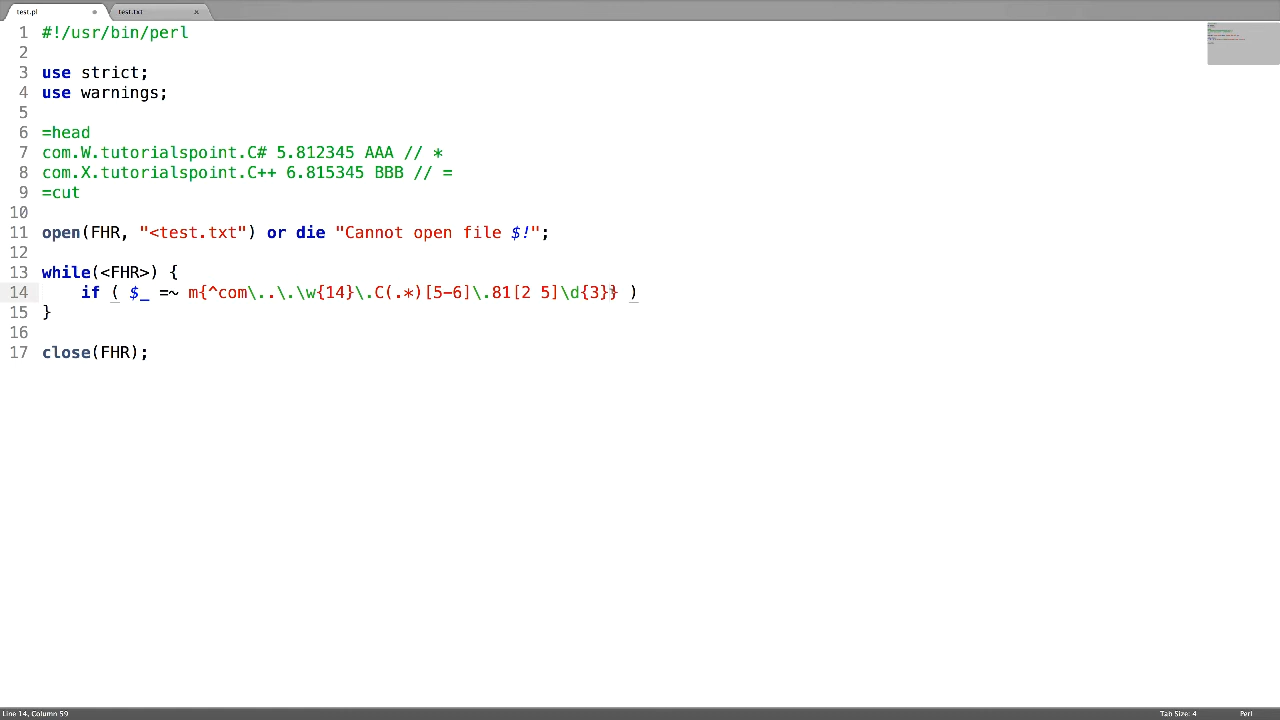 test.pl
test.txt
1 #!/usr/bin/perl
2
3 use strict;
4 use warnings;
5
6 =head
7 com.W.tutorialspoint.C# 5.812345 AAA // *
8 com.X.tutorialspoint.C++ 6.815345 BBB // =
9 =cut
10
11 open(FHR, "<test.txt") or die "Cannot open file $!";
12
13 while(<FHR>) {
14 if ( $_ =~ m{^com\..\.\w{14}\.C(.*)[5-6]\.81[2 5]\d{3}} )
15 }
16
17 close(FHR);
Line 14, Column 59
Tab Size: 4
Perl